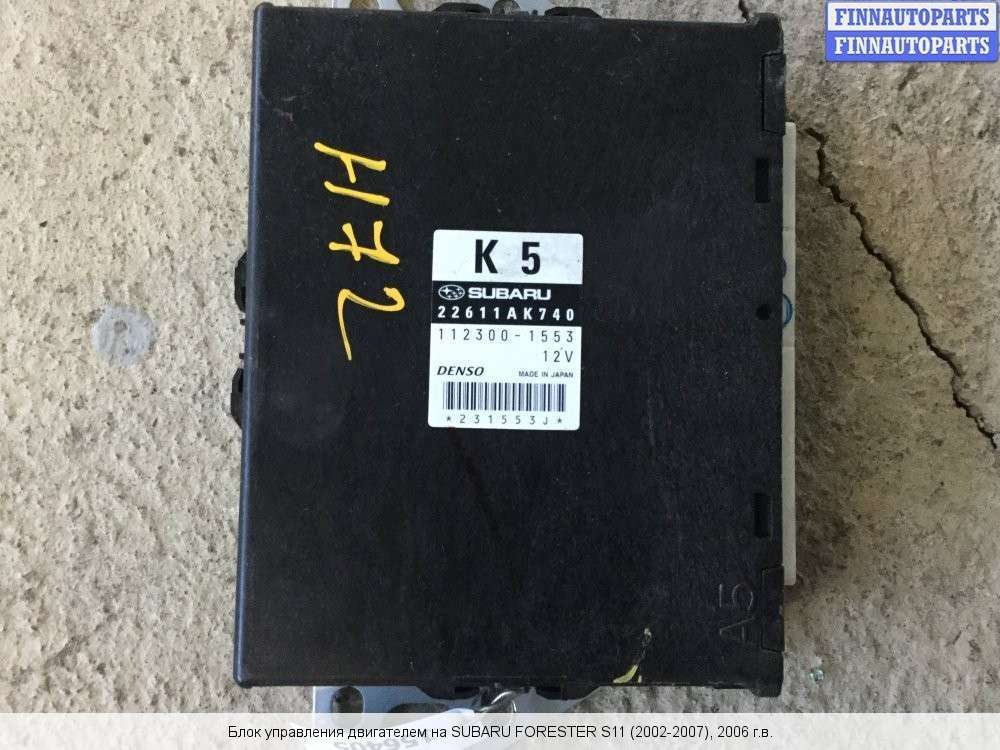 FINNAUTOPARTS
FINNAUTOPARTS
H72
K 5
SUBARU
22611AK740
112300-1553
12V
DENSO MADE IN JAPAN
*231553J*
A5
Блок управления двигателем на SUBARU FORESTER S11 (2002-2007), 2006 г.в.